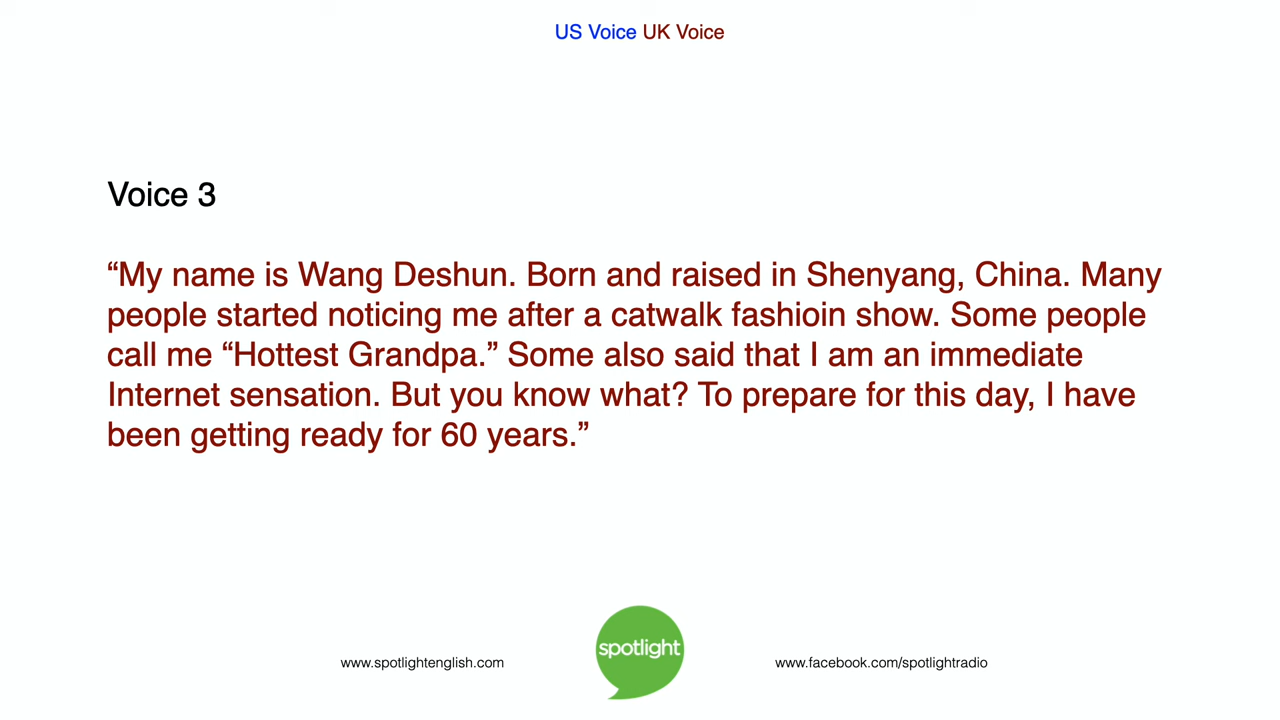 US Voice UK Voice
Voice 3
“My name is Wang Deshun. Born and raised in Shenyang, China. Many
people started noticing me after a catwalk fashioin show. Some people
call me “Hottest Grandpa.” Some also said that I am an immediate
Internet sensation. But you know what? To prepare for this day, I have
been getting ready for 60 years.”
spotlight
www.spotlightenglish.com
www.facebook.com/spotlightradio